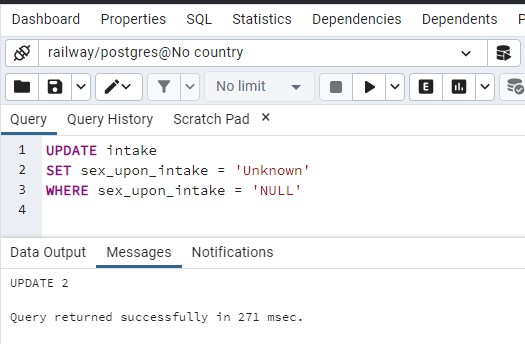 Dashboard Properties SQL Statistics Dependencies Dependents P
railway/postgres@No country
No limit E
Query Query History Scratch Pad ×
1 UPDATE intake
2 SET sex_upon_intake = 'Unknown'
3 WHERE sex_upon_intake = 'NULL'
4
Data Output Messages Notifications
UPDATE 2
Query returned successfully in 271 msec.